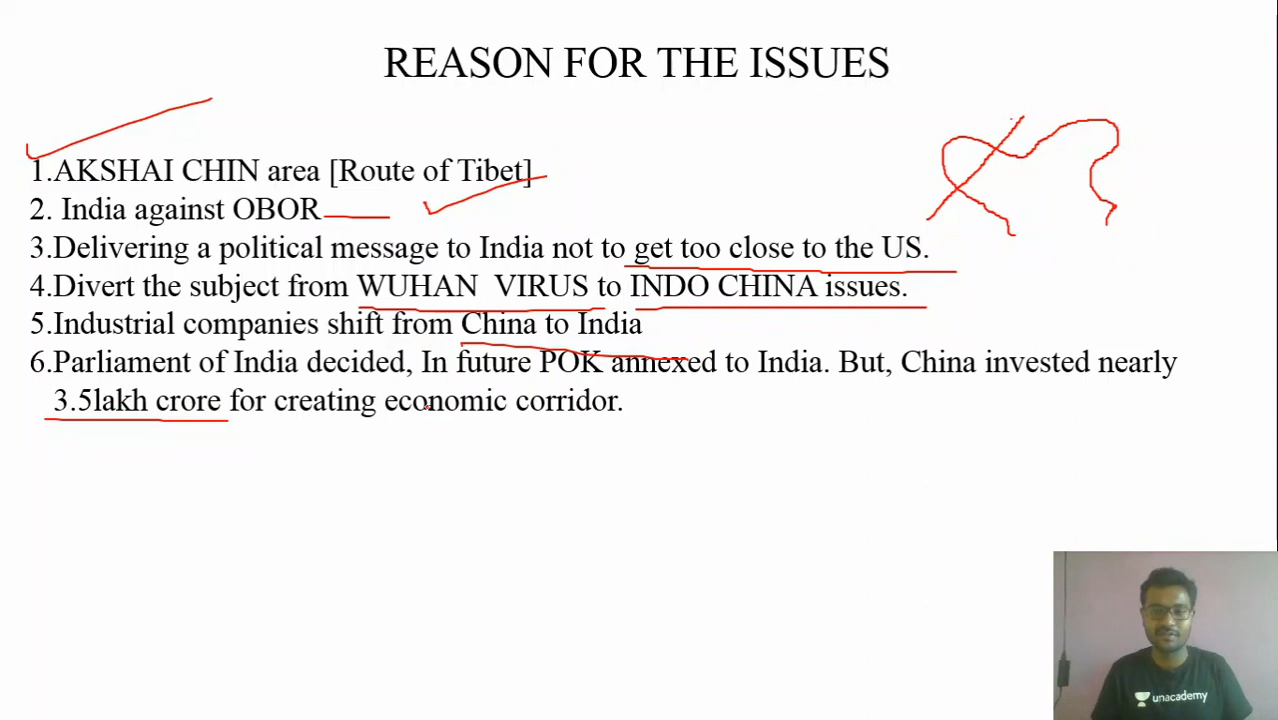 REASON FOR THE ISSUES
1.AKSHAI CHIN area [Route of Tibet]
2. India against OBOR
3.Delivering a political message to India not to get too close to the US.
4.Divert the subject from WUHAN VIRUS to INDO CHINA issues.
5.Industrial companies shift from China to India
6.Parliament of India decided, In future POK annexed to India. But, China invested nearly
3.5lakh crore for creating economic corridor.
unacademy